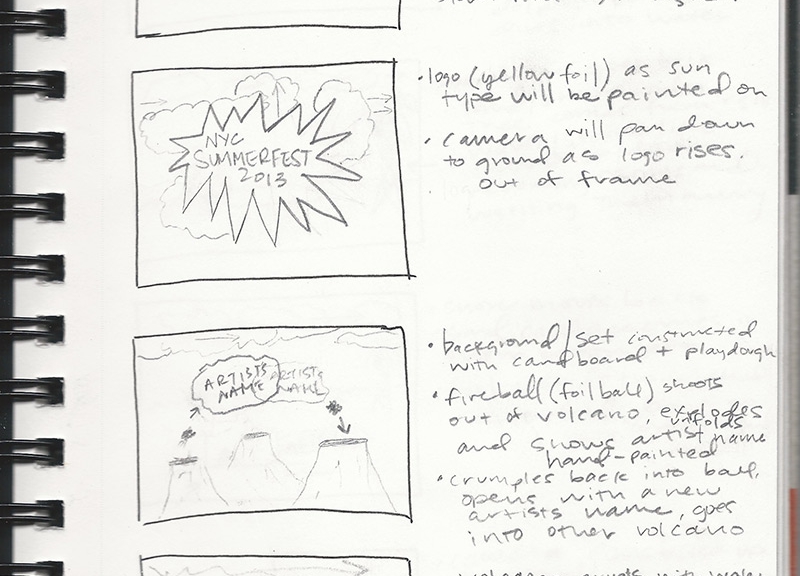 NYC
SUMMERFEST
2013
• logo (yellow foil) as sun
type will be painted on
• camera will pan down
to ground as logo rises.
out of frame
ARTISTS
NAME
ARTISTS
NAME
• background/set constructed
with cardboard + playdough
• fireball (foil ball) shoots
out of volcano, explodes
unfolds
and shows artist name
hand-painted
• crumples back into ball,
opens with a new
artists name, goes
into other volcano